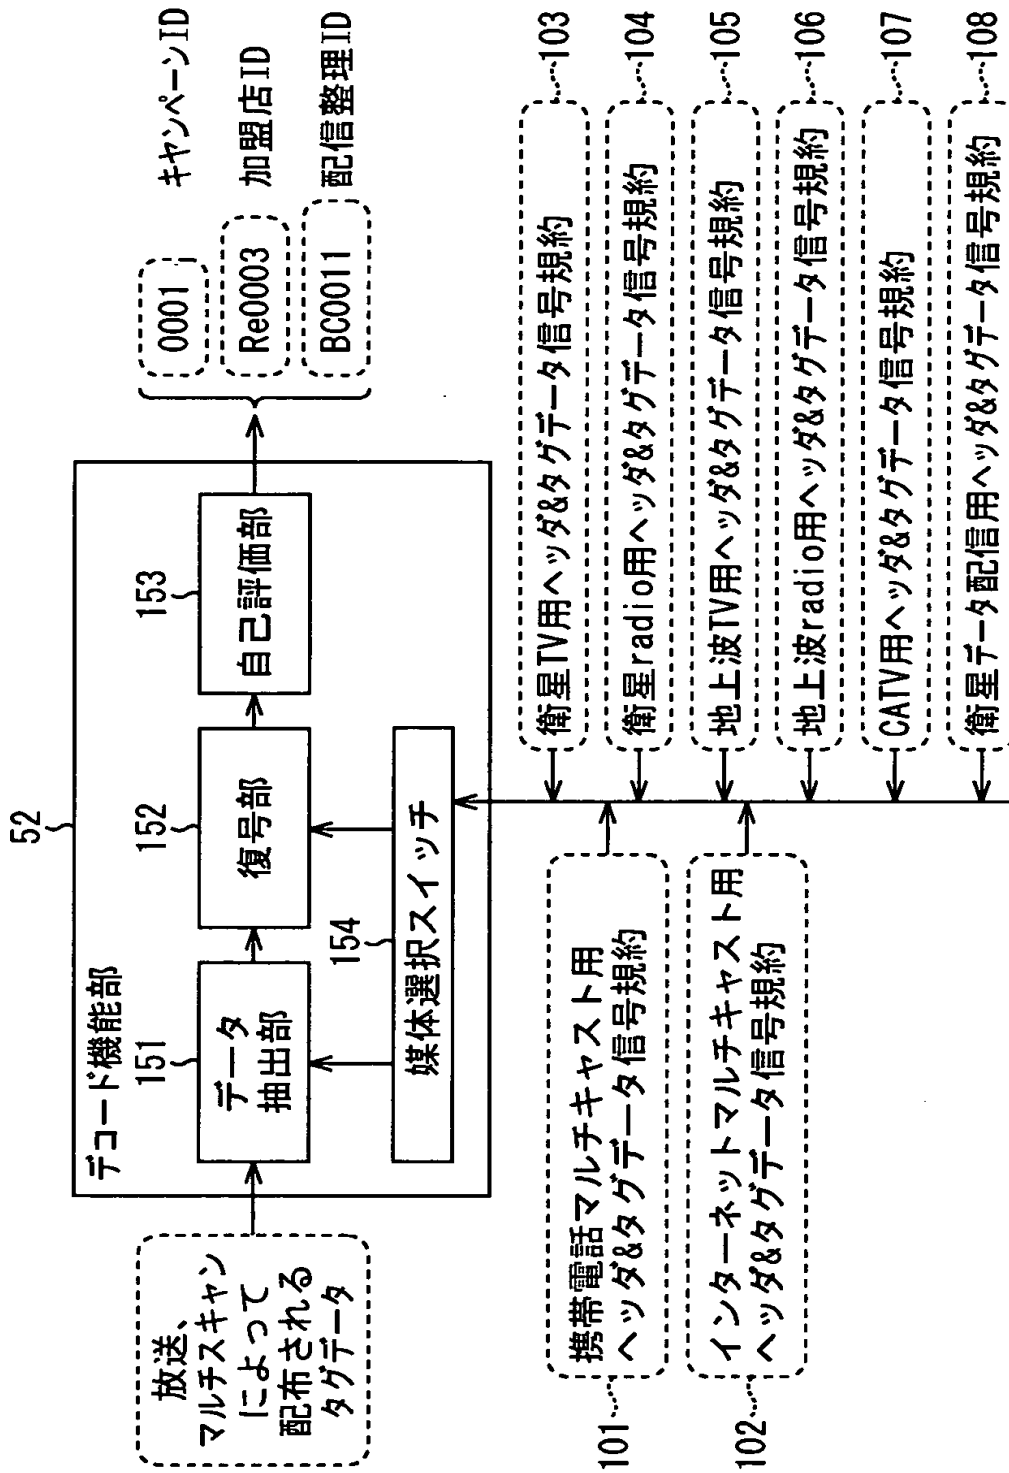 52
デコード機能部
放送、
マルチスキャン
によって
配布される
タグデータ
151
データ
抽出部
152
復号部
153
自己評価部
154
媒体選択スイッチ
0001
キャンペーンID
Re0003
加盟店ID
BC0011
配信整理ID
101
携帯電話マルチキャスト用
ヘッダ&タグデータ信号規約
102
インターネットマルチキャスト用
ヘッダ&タグデータ信号規約
衛星TV用ヘッダ&タグデータ信号規約
103
衛星radio用ヘッダ&タグデータ信号規約
104
地上波TV用ヘッダ&タグデータ信号規約
105
地上波radio用ヘッダ&タグデータ信号規約
106
CATV用ヘッダ&タグデータ信号規約
107
衛星データ配信用ヘッダ&タグデータ信号規約
108